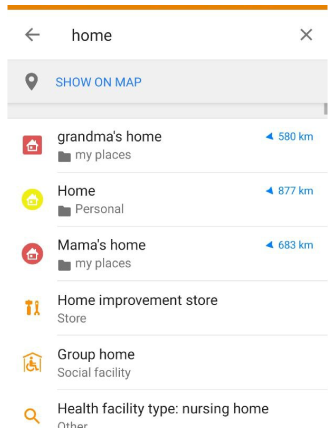 home
SHOW ON MAP
grandma's home
580 km
my places
Home
877 km
Personal
Mama's home
683 km
my places
Home improvement store
Store
Group home
Social facility
Health facility type: nursing home
Other